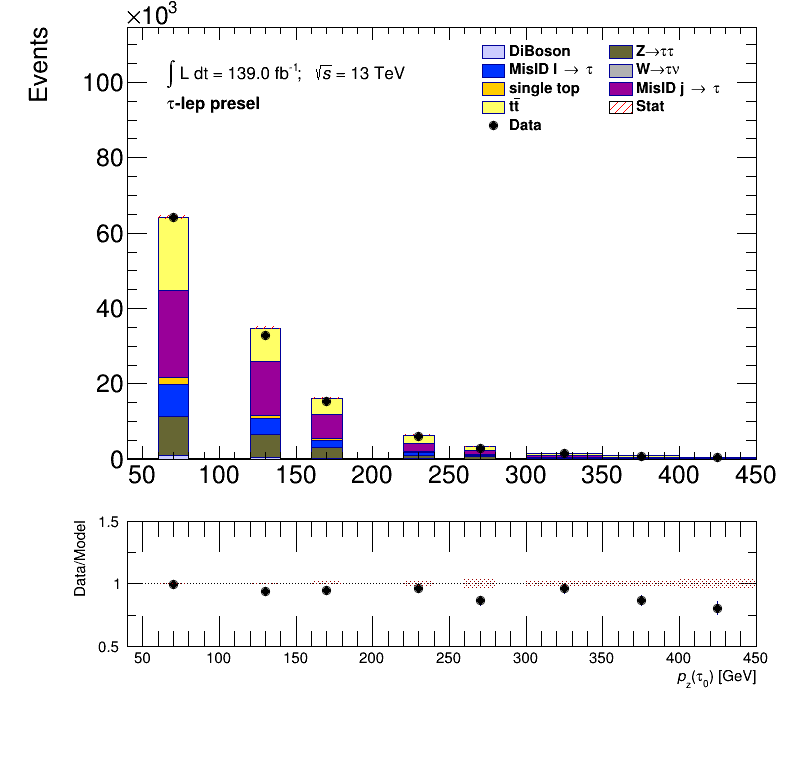 ×10³
Events
∫ L dt = 139.0 fb⁻¹; √s = 13 TeV
τ-lep presel
DiBoson
Z→ττ
MisID l → τ
W→τν
single top
MisID j → τ
tt̄
Stat
Data
100
80
60
40
20
0
50 100 150 200 250 300 350 400 450
Data/Model
1.5
1
0.5
50 100 150 200 250 300 350 400 450
p_z(τ₀) [GeV]